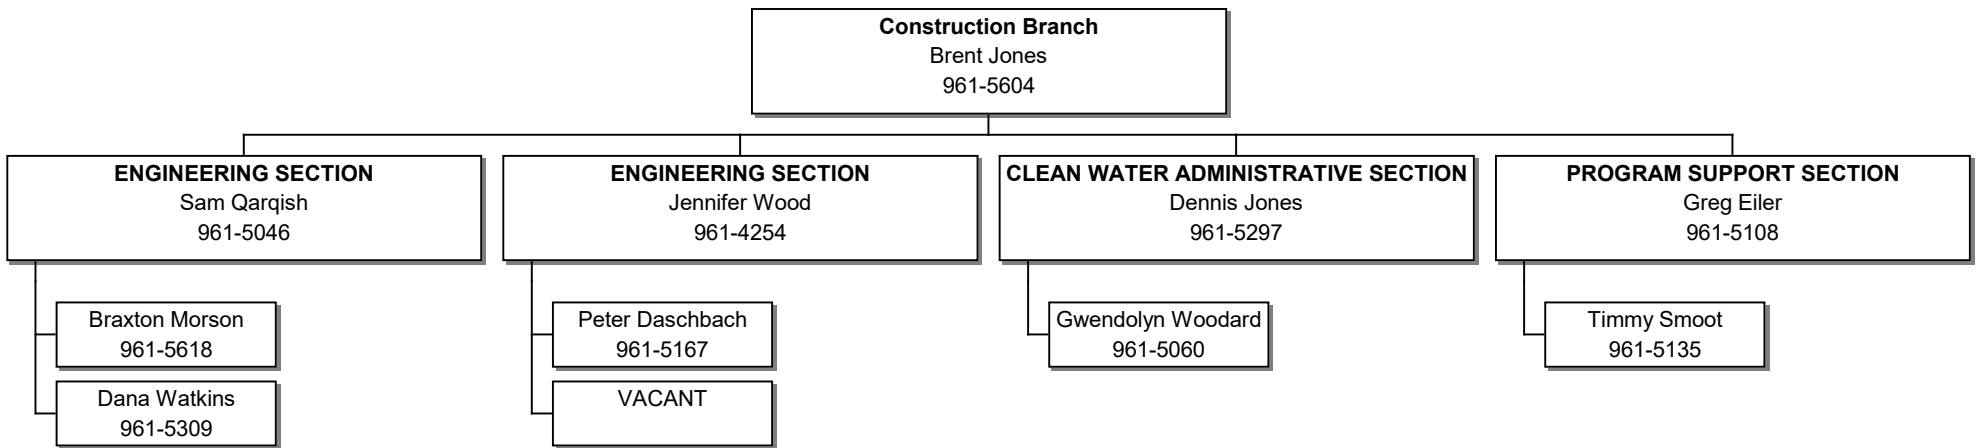 Construction Branch
Brent Jones
961-5604
ENGINEERING SECTION
Sam Qarqish
961-5046
ENGINEERING SECTION
Jennifer Wood
961-4254
CLEAN WATER ADMINISTRATIVE SECTION
Dennis Jones
961-5297
PROGRAM SUPPORT SECTION
Greg Eiler
961-5108
Braxton Morson
961-5618
Dana Watkins
961-5309
Peter Daschbach
961-5167
VACANT
Gwendolyn Woodard
961-5060
Timmy Smoot
961-5135